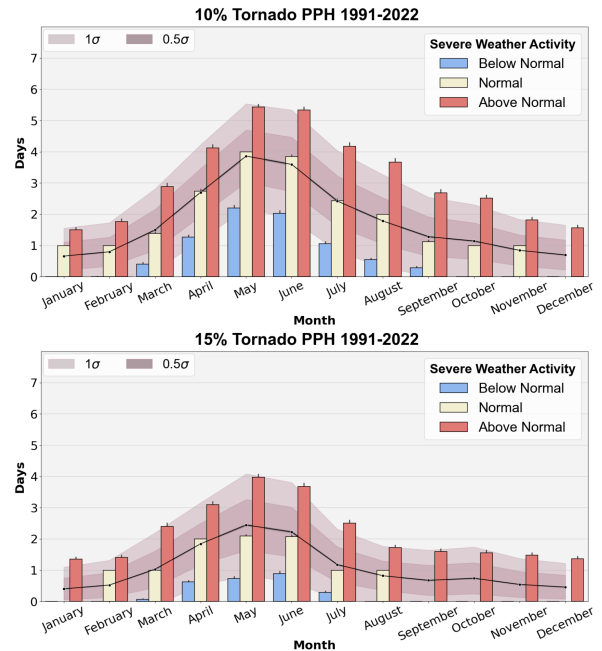 10% Tornado PPH 1991-2022
1σ 0.5σ
Severe Weather Activity
Below Normal
Normal
Above Normal
Days
7
6
5
4
3
2
1
0
January February March April May June July August September October November December
Month
15% Tornado PPH 1991-2022
1σ 0.5σ
Severe Weather Activity
Below Normal
Normal
Above Normal
Days
7
6
5
4
3
2
1
0
January February March April May June July August September October November December
Month